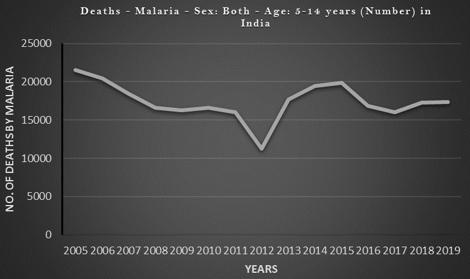 Deaths - Malaria - Sex: Both - Age: 5-14 years (Number) in
India
25000
20000
15000
10000
5000
0
NO. OF DEATHS BY MALARIA
2005 2006 2007 2008 2009 2010 2011 2012 2013 2014 2015 2016 2017 2018 2019
YEARS